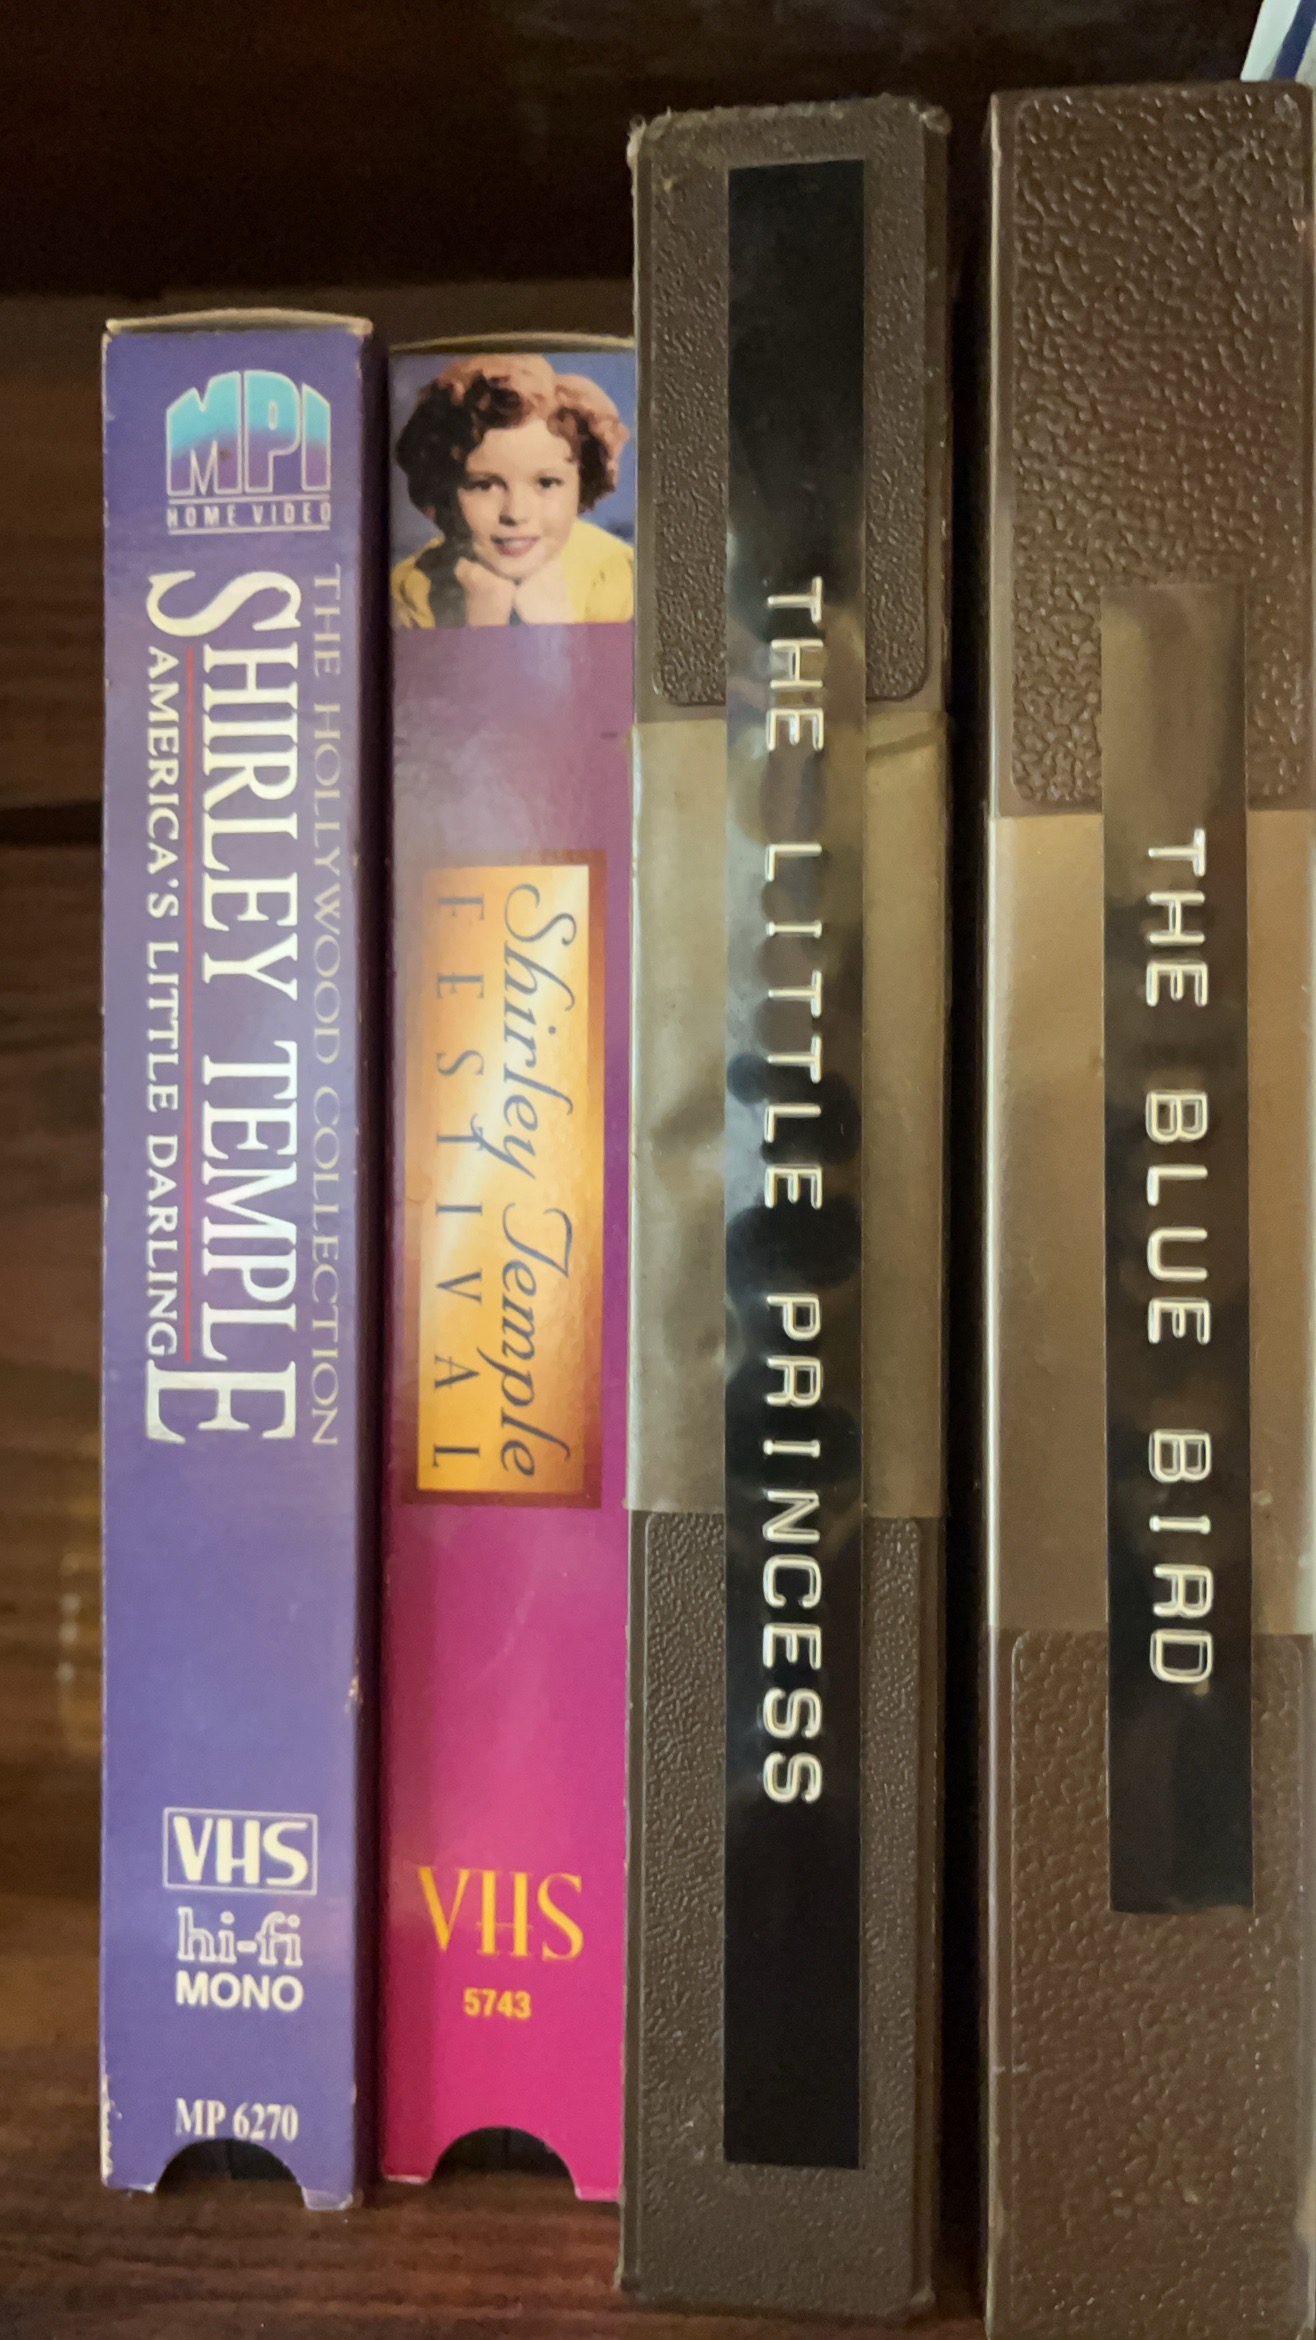 MPI
HOME VIDEO
THE HOLLYWOOD COLLECTION
SHIRLEY TEMPLE
AMERICA'S LITTLE DARLING
VHS
hi-fi
MONO
MP 6270
Shirley Temple
FESTIVAL
VHS
5743
THE LITTLE PRINCESS
THE BLUE BIRD